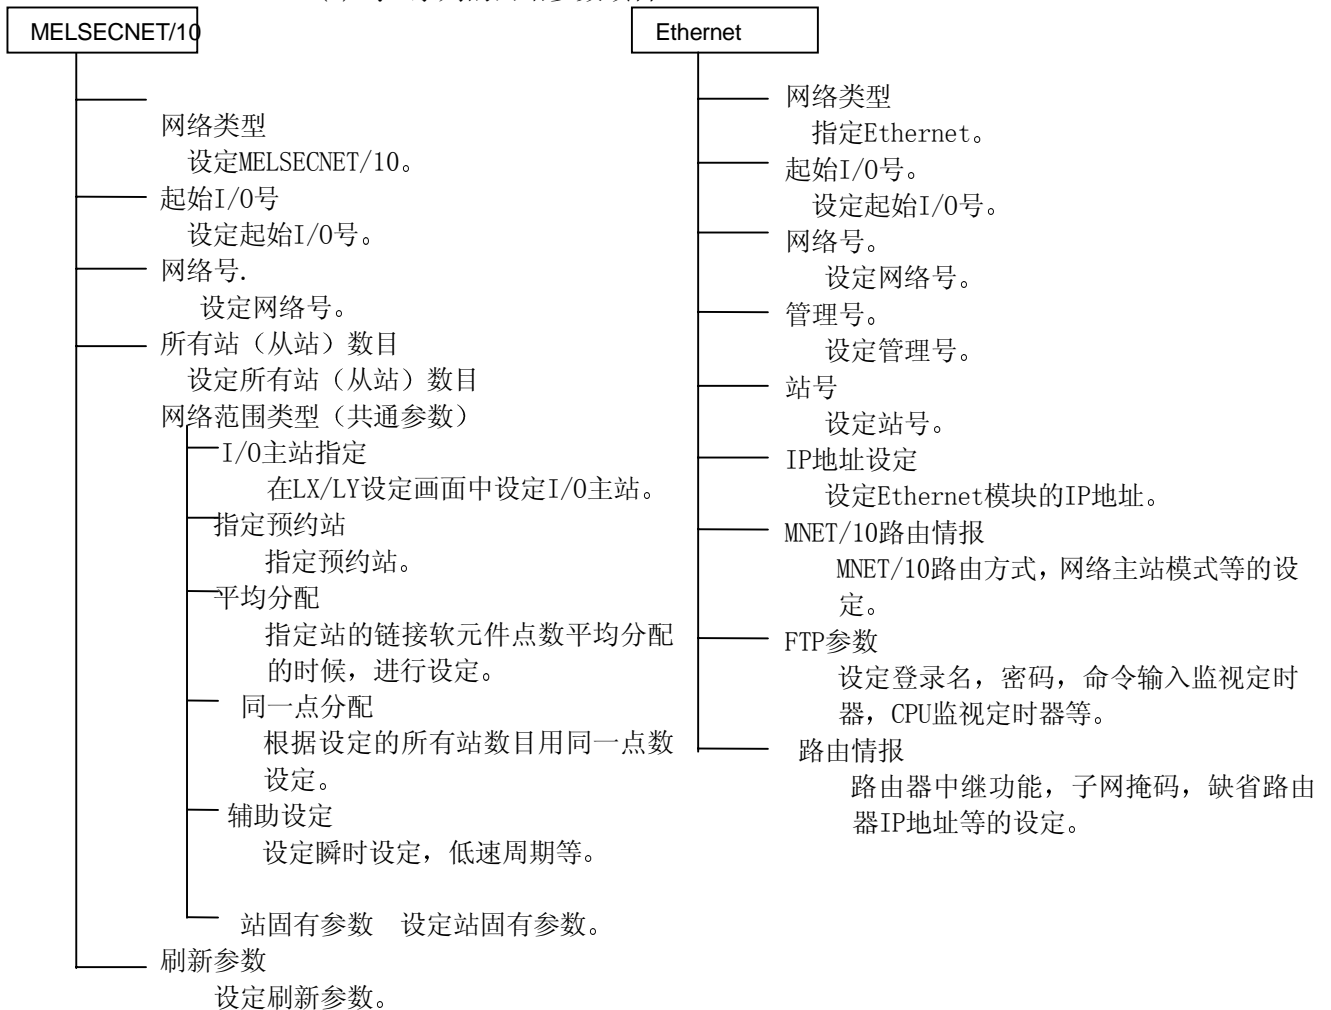 MELSECNET/10
网络类型
设定MELSECNET/10。
起始I/O号
设定起始I/O号。
网络号.
设定网络号。
所有站（从站）数目
设定所有站（从站）数目
网络范围类型（共通参数）
I/O主站指定
在LX/LY设定画面中设定I/O主站。
指定预约站
指定预约站。
平均分配
指定站的链接软元件点数平均分配
的时候，进行设定。
同一点分配
根据设定的所有站数目用同一点数
设定。
辅助设定
设定瞬时设定，低速周期等。
站固有参数 设定站固有参数。
刷新参数
设定刷新参数。
Ethernet
网络类型
指定Ethernet。
起始I/O号。
设定起始I/O号。
网络号。
设定网络号。
管理号。
设定管理号。
站号
设定站号。
IP地址设定
设定Ethernet模块的IP地址。
MNET/10路由情报
MNET/10路由方式，网络主站模式等的设
定。
FTP参数
设定登录名，密码，命令输入监视定时
器，CPU监视定时器等。
路由情报
路由器中继功能，子网掩码，缺省路由
器IP地址等的设定。